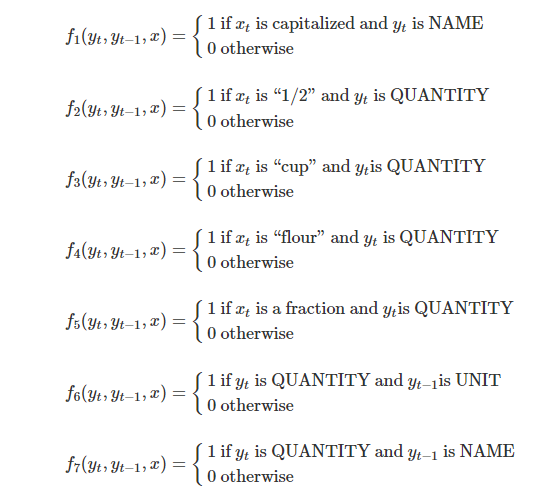 f₁(yₜ, yₜ₋₁, x) = { 1 if xₜ is capitalized and yₜ is NAME
0 otherwise
f₂(yₜ, yₜ₋₁, x) = { 1 if xₜ is “1/2” and yₜ is QUANTITY
0 otherwise
f₃(yₜ, yₜ₋₁, x) = { 1 if xₜ is “cup” and yₜis QUANTITY
0 otherwise
f₄(yₜ, yₜ₋₁, x) = { 1 if xₜ is “flour” and yₜ is QUANTITY
0 otherwise
f₅(yₜ, yₜ₋₁, x) = { 1 if xₜ is a fraction and yₜis QUANTITY
0 otherwise
f₆(yₜ, yₜ₋₁, x) = { 1 if yₜ is QUANTITY and yₜ₋₁is UNIT
0 otherwise
f₇(yₜ, yₜ₋₁, x) = { 1 if yₜ is QUANTITY and yₜ₋₁ is NAME
0 otherwise